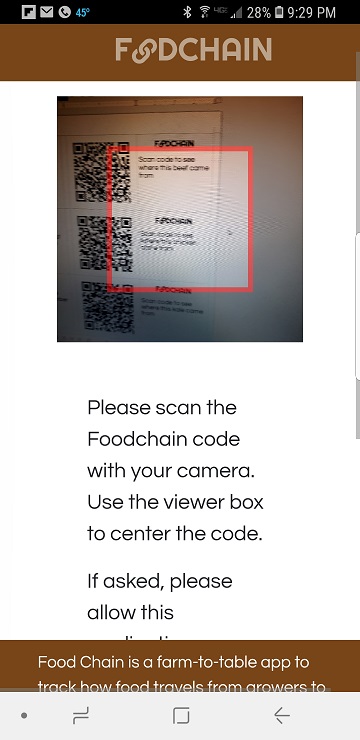 45°
4G
28% 9:29 PM
FOODCHAIN
FOODCHAIN
Scan code to see
where this beef came
from
FOODCHAIN
Scan code to see
where this chicken
came from
FOODCHAIN
Scan code to see
where this kale came
from
Please scan the
Foodchain code
with your camera.
Use the viewer box
to center the code.
If asked, please
allow this
Food Chain is a farm-to-table app to
track how food travels from growers to